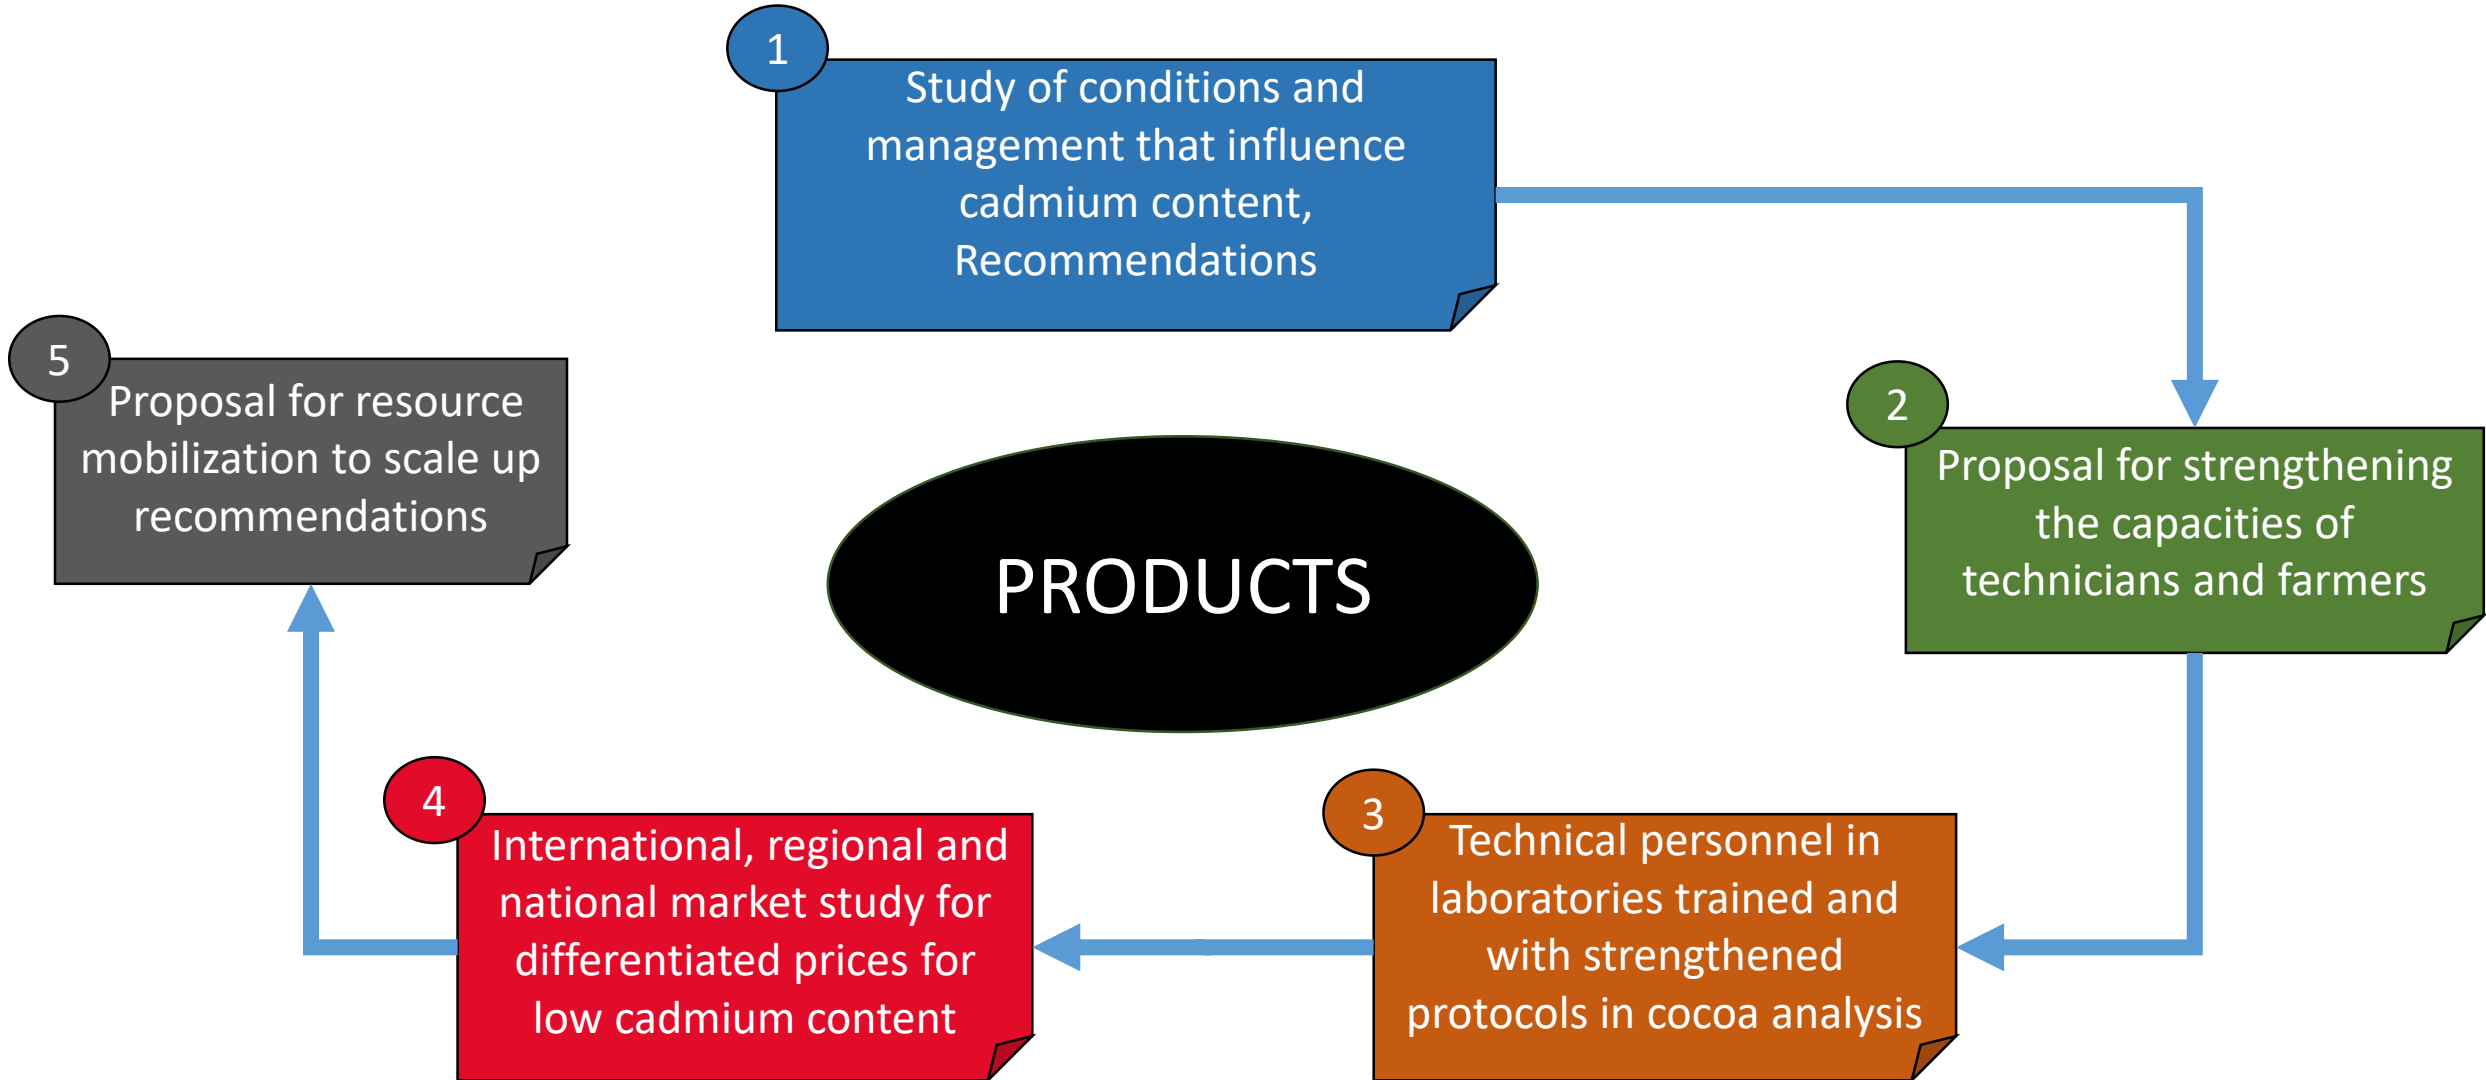 1
Study of conditions and
management that influence
cadmium content,
Recommendations
2
Proposal for strengthening
the capacities of
technicians and farmers
3
Technical personnel in
laboratories trained and
with strengthened
protocols in cocoa analysis
4
International, regional and
national market study for
differentiated prices for
low cadmium content
5
Proposal for resource
mobilization to scale up
recommendations
PRODUCTS